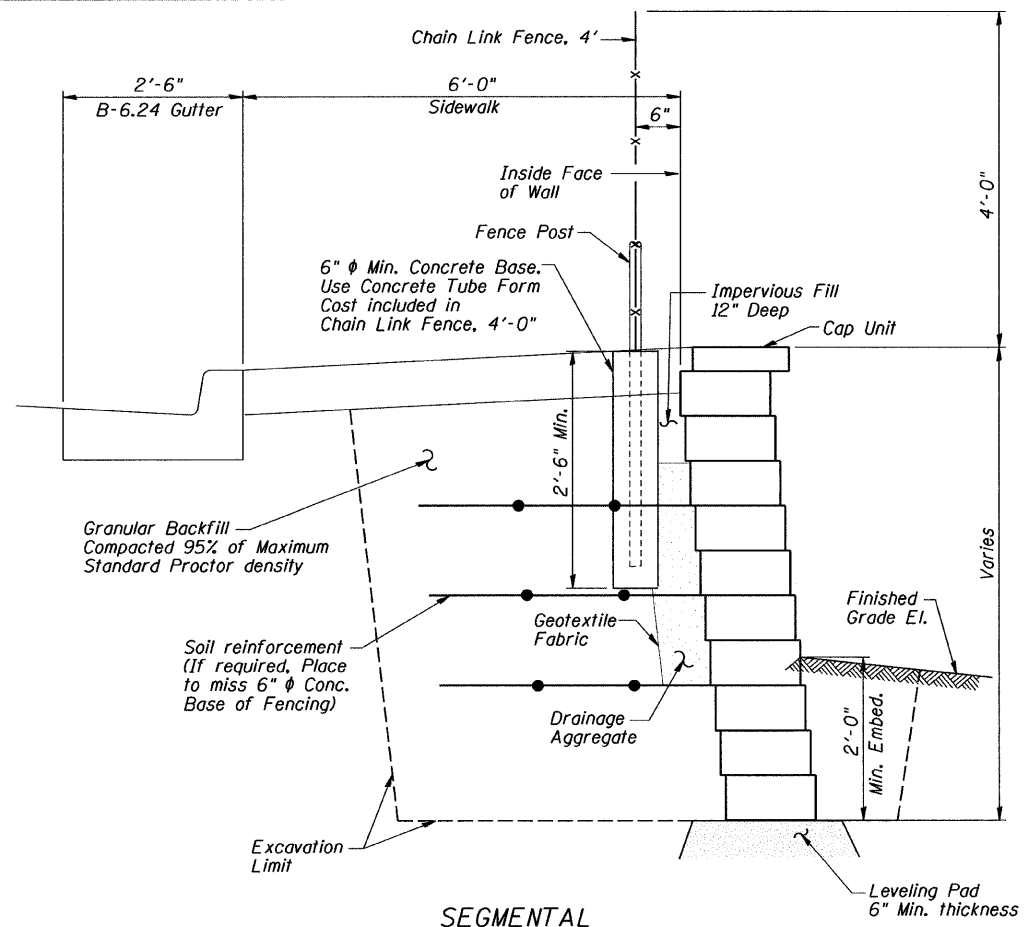 Chain Link Fence, 4'
2'-6"
B-6.24 Gutter
6'-0"
Sidewalk
6"
Inside Face
of Wall
4'-0"
Fence Post
6" ϕ Min. Concrete Base.
Use Concrete Tube Form
Cost included in
Chain Link Fence, 4'-0"
Impervious Fill
12" Deep
Cap Unit
2'-6" Min.
Granular Backfill
Compacted 95% of Maximum
Standard Proctor density
Varies
Finished
Grade El.
Geotextile
Fabric
Soil reinforcement
(If required, Place
to miss 6" ϕ Conc.
Base of Fencing)
Drainage
Aggregate
2'-0"
Min. Embed.
Excavation
Limit
Leveling Pad
6" Min. thickness
SEGMENTAL